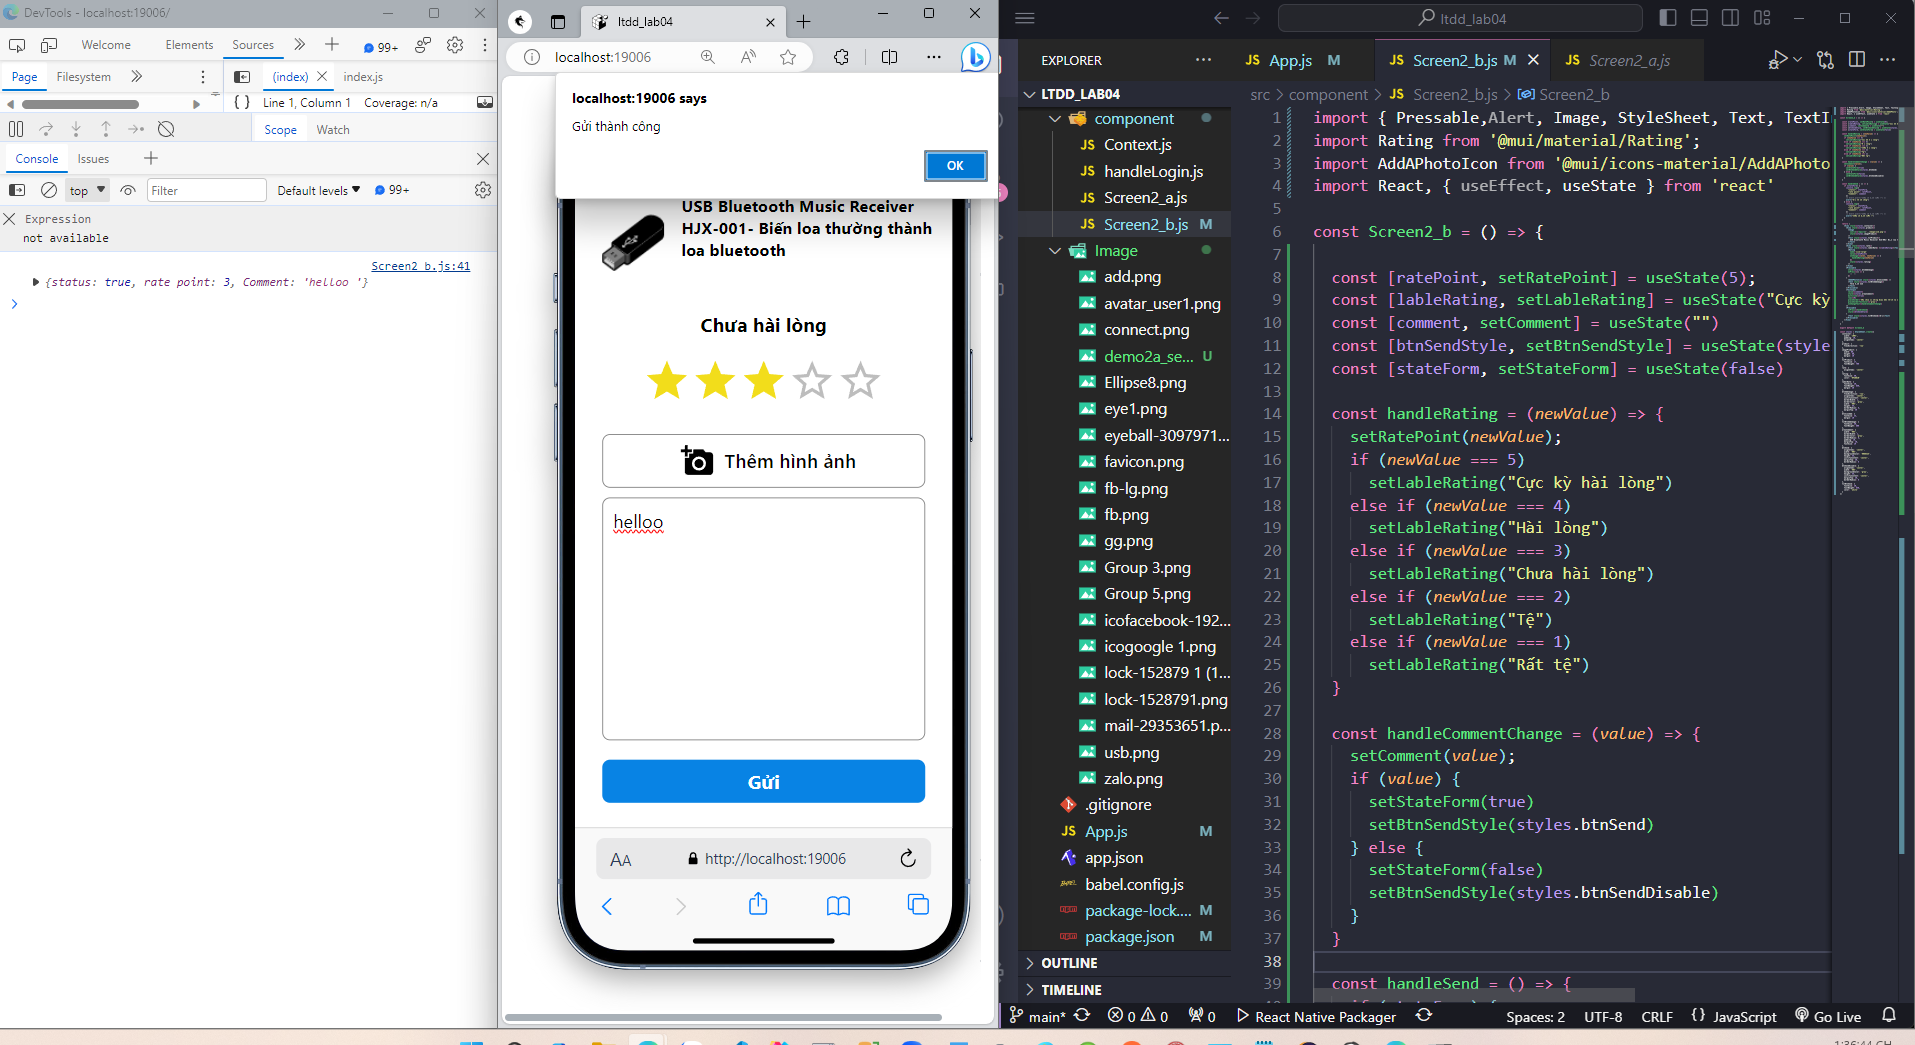 DevTools - localhost:19006/
Welcome Elements Sources 99+
Page Filesystem (index) index.js
{ } Line 1, Column 1 Coverage: n/a
Scope Watch
Console Issues
top Filter Default levels 99+
Expression
not available
Screen2_b.js:41
{status: true, rate point: 3, Comment: 'helloo '}
ltdd_lab04
localhost:19006
localhost:19006 says
Gửi thành công
OK
USB Bluetooth Music Receiver
HJX-001- Biến loa thường thành
loa bluetooth
Chưa hài lòng
Thêm hình ảnh
helloo
Gửi
AA http://localhost:19006
ltdd_lab04
EXPLORER
LTDD_LAB04
component
JS Context.js
JS handleLogin.js
JS Screen2_a.js
JS Screen2_b.js M
Image
add.png
avatar_user1.png
connect.png
demo2a_se... U
Ellipse8.png
eye1.png
eyeball-3097971...
favicon.png
fb-lg.png
fb.png
gg.png
Group 3.png
Group 5.png
icofacebook-192...
icogoogle 1.png
lock-152879 1 (1...
lock-1528791.png
mail-29353651.p...
usb.png
zalo.png
.gitignore
JS App.js M
app.json
babel.config.js
package-lock.... M
package.json M
OUTLINE
TIMELINE
JS App.js M JS Screen2_b.js M JS Screen2_a.js
src > component > JS Screen2_b.js > Screen2_b
1 import { Pressable,Alert, Image, StyleSheet, Text, TextI
2 import Rating from '@mui/material/Rating';
3 import AddAPhotoIcon from '@mui/icons-material/AddAPhoto
4 import React, { useEffect, useState } from 'react'
5
6 const Screen2_b = () => {
7
8 const [ratePoint, setRatePoint] = useState(5);
9 const [lableRating, setLableRating] = useState("Cực kỳ
10 const [comment, setComment] = useState("")
11 const [btnSendStyle, setBtnSendStyle] = useState(style
12 const [stateForm, setStateForm] = useState(false)
13
14 const handleRating = (newValue) => {
15 setRatePoint(newValue);
16 if (newValue === 5)
17 setLableRating("Cực kỳ hài lòng")
18 else if (newValue === 4)
19 setLableRating("Hài lòng")
20 else if (newValue === 3)
21 setLableRating("Chưa hài lòng")
22 else if (newValue === 2)
23 setLableRating("Tệ")
24 else if (newValue === 1)
25 setLableRating("Rất tệ")
26 }
27
28 const handleCommentChange = (value) => {
29 setComment(value);
30 if (value) {
31 setStateForm(true)
32 setBtnSendStyle(styles.btnSend)
33 } else {
34 setStateForm(false)
35 setBtnSendStyle(styles.btnSendDisable)
36 }
37 }
38
39 const handleSend = () => {
main* 0 0 0 React Native Packager Spaces: 2 UTF-8 CRLF { } JavaScript Go Live